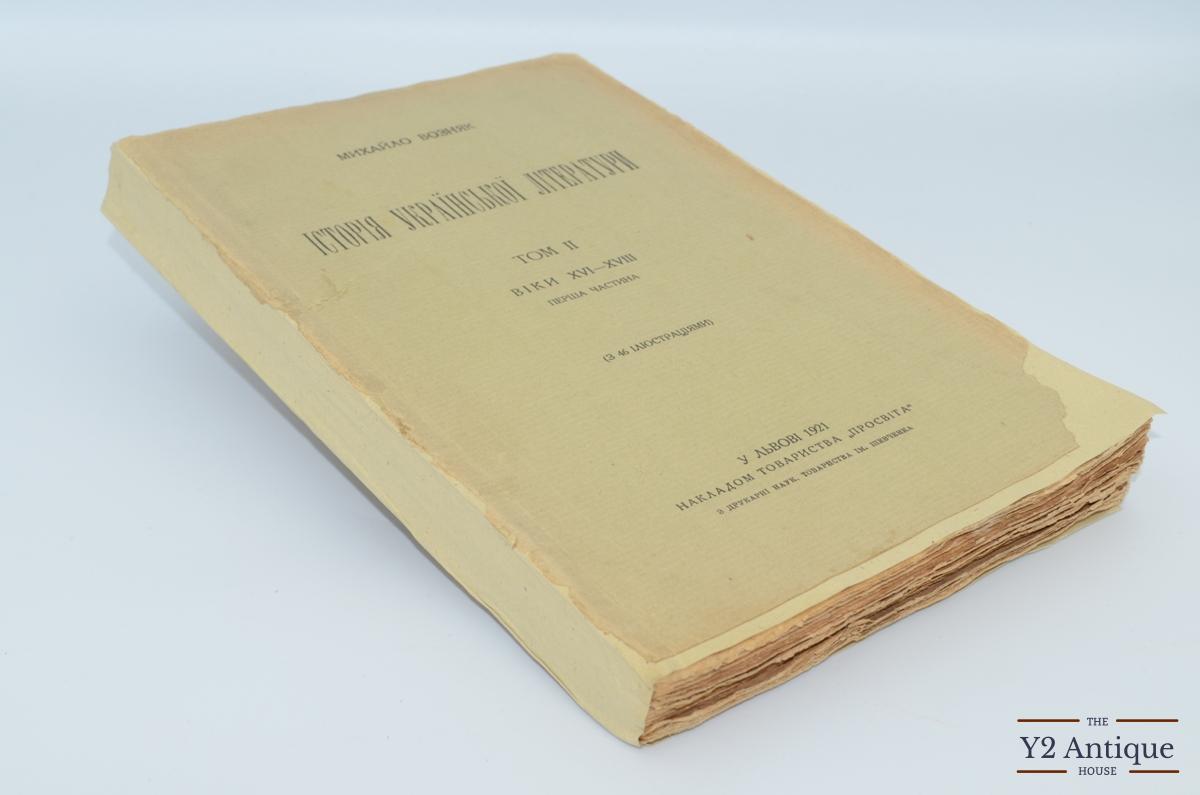 МИХАЙЛО ВОЗНЯК
ІСТОРІЯ УКРАЇНСЬКОЇ ЛІТЕРАТУРИ
ТОМ II
ВІКИ XVI—XVIII
ПЕРША ЧАСТИНА
(З 46 ІЛЮСТРАЦІЯМИ)
У ЛЬВОВІ 1921
НАКЛАДОМ ТОВАРИСТВА „ПРОСВІТА"
З ДРУКАРНІ НАУК. ТОВАРИСТВА ІМ. ШЕВЧЕНКА
THE
Y2 Antique
HOUSE